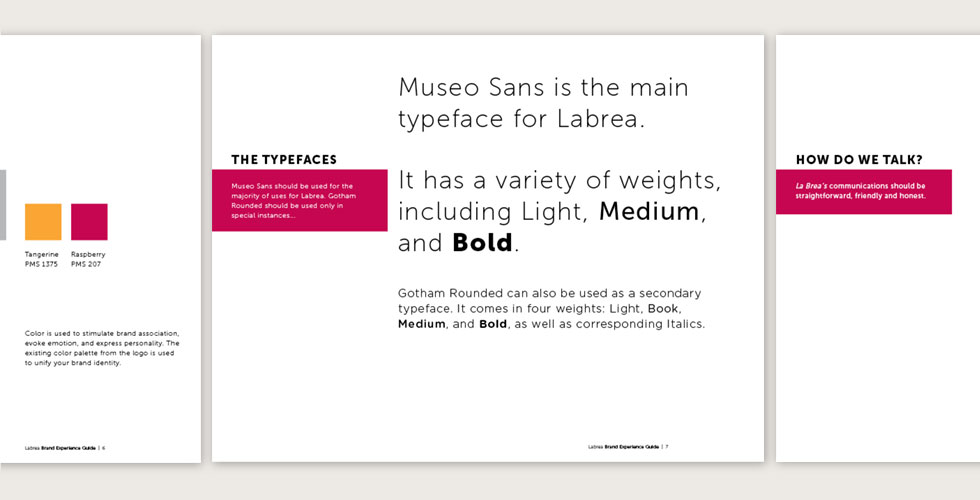 Tangerine
PMS 1375
Raspberry
PMS 207
Color is used to stimulate brand association,
evoke emotion, and express personality. The
existing color palette from the logo is used
to unify your brand identity.
Labrea Brand Experience Guide | 6
THE TYPEFACES
Museo Sans should be used for the
majority of uses for Labrea. Gotham
Rounded should be used only in
special instances...
Museo Sans is the main
typeface for Labrea.
It has a variety of weights,
including Light, Medium,
and Bold.
Gotham Rounded can also be used as a secondary
typeface. It comes in four weights: Light, Book,
Medium, and Bold, as well as corresponding Italics.
Labrea Brand Experience Guide | 7
HOW DO WE TALK?
La Brea's communications should be
straightforward, friendly and honest.